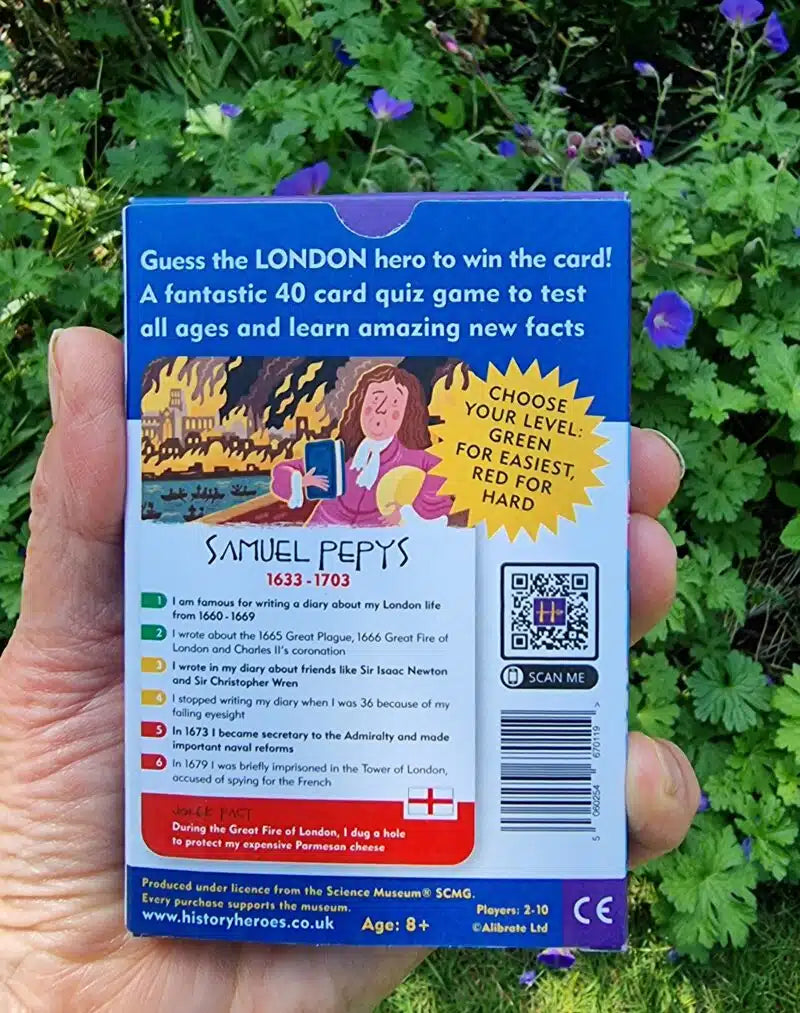 Guess the LONDON hero to win the card!
A fantastic 40 card quiz game to test
all ages and learn amazing new facts
CHOOSE
YOUR LEVEL:
GREEN
FOR EASIEST,
RED FOR
HARD
SAMUEL PEPYS
1633 - 1703
1 I am famous for writing a diary about my London life
from 1660 - 1669
2 I wrote about the 1665 Great Plague, 1666 Great Fire of
London and Charles II's coronation
3 I wrote in my diary about friends like Sir Isaac Newton
and Sir Christopher Wren
4 I stopped writing my diary when I was 36 because of my
failing eyesight
5 In 1673 I became secretary to the Admiralty and made
important naval reforms
6 In 1679 I was briefly imprisoned in the Tower of London,
accused of spying for the French
JOKER FACT
During the Great Fire of London, I dug a hole
to protect my expensive Parmesan cheese
H
SCAN ME
5 060254 670119 >
Produced under licence from the Science Museum® SCMG.
Every purchase supports the museum.
www.historyheroes.co.uk
Age: 8+
Players: 2-10
©Alibrate Ltd
CE